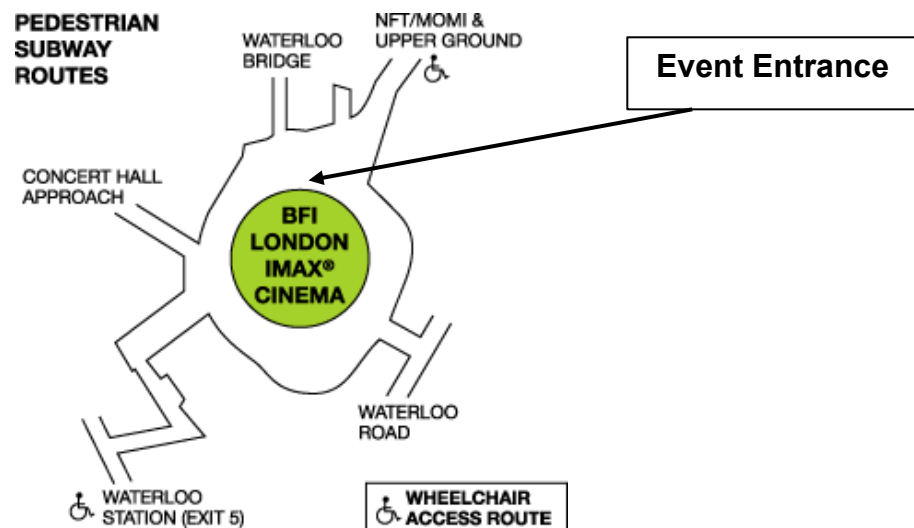 PEDESTRIAN
SUBWAY
ROUTES
WATERLOO
BRIDGE
NFT/MOMI &
UPPER GROUND
Event Entrance
CONCERT HALL
APPROACH
BFI
LONDON
IMAX®
CINEMA
WATERLOO
ROAD
WATERLOO
STATION (EXIT 5)
WHEELCHAIR
ACCESS ROUTE